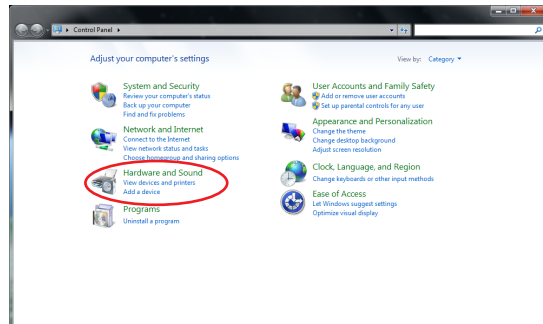 Control Panel
Adjust your computer's settings
View by: Category
System and Security
Review your computer's status
Back up your computer
Find and fix problems
Network and Internet
Connect to the Internet
View network status and tasks
Choose homegroup and sharing options
Hardware and Sound
View devices and printers
Add a device
Programs
Uninstall a program
User Accounts and Family Safety
Add or remove user accounts
Set up parental controls for any user
Appearance and Personalization
Change the theme
Change desktop background
Adjust screen resolution
Clock, Language, and Region
Change keyboards or other input methods
Ease of Access
Let Windows suggest settings
Optimize visual display